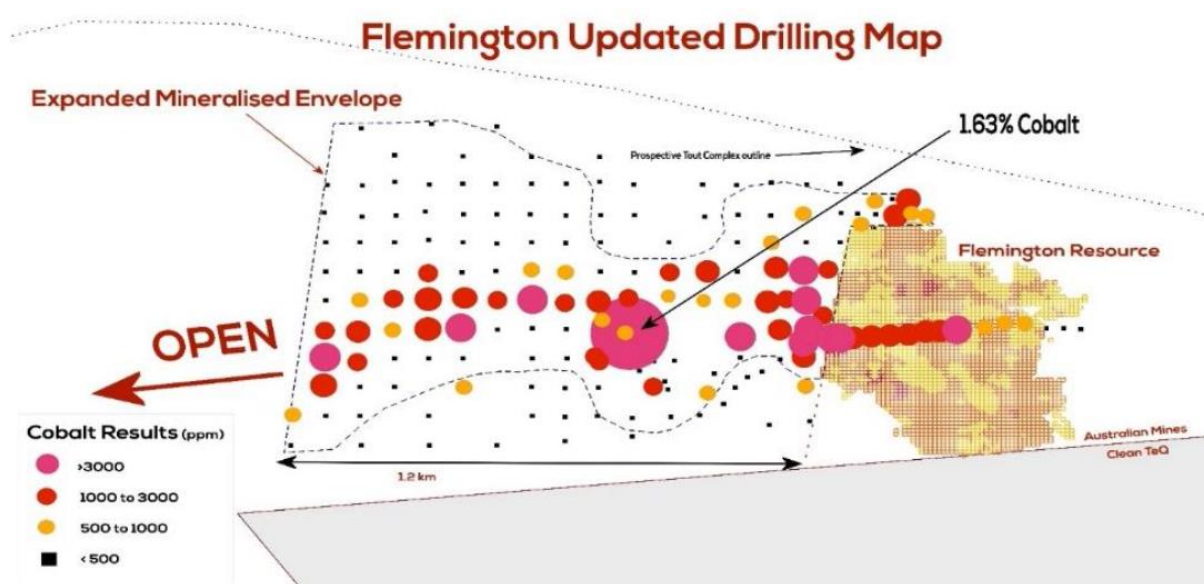 Flemington Updated Drilling Map
Expanded Mineralised Envelope
1.63% Cobalt
Prospective Tout Complex outline
Flemington Resource
OPEN
Cobalt Results (ppm)
>3000
1000 to 3000
500 to 1000
<500
1.2 km
Australian Mines
Clean TeQ